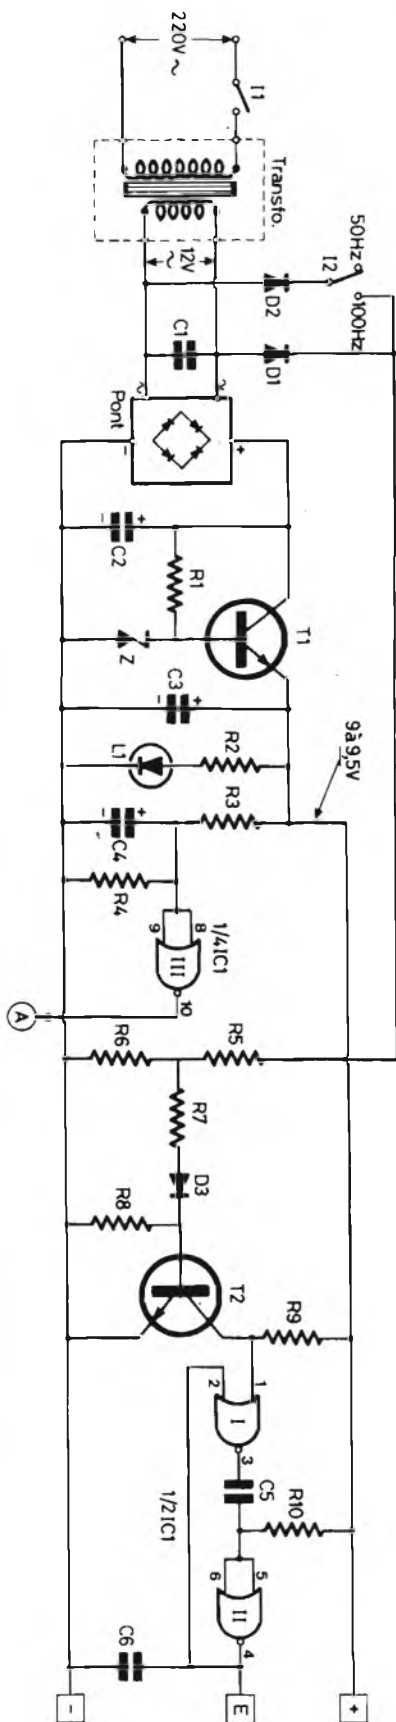 220V ~
I1
Transfo.
12V ~
50Hz
I2
100Hz
D2
D1
C1
~
~
Pont
+
-
+
-
C2
R1
Z
T1
+
C3
L1
R2
9 à 9,5V
R3
+
-
C4
R4
8
9
III
10
1/4 IC1
A
R5
R6
R7
D3
R8
T2
R9
1
2
I
3
C5
R10
1/2 IC1
5
6
II
4
C6
+
E
-